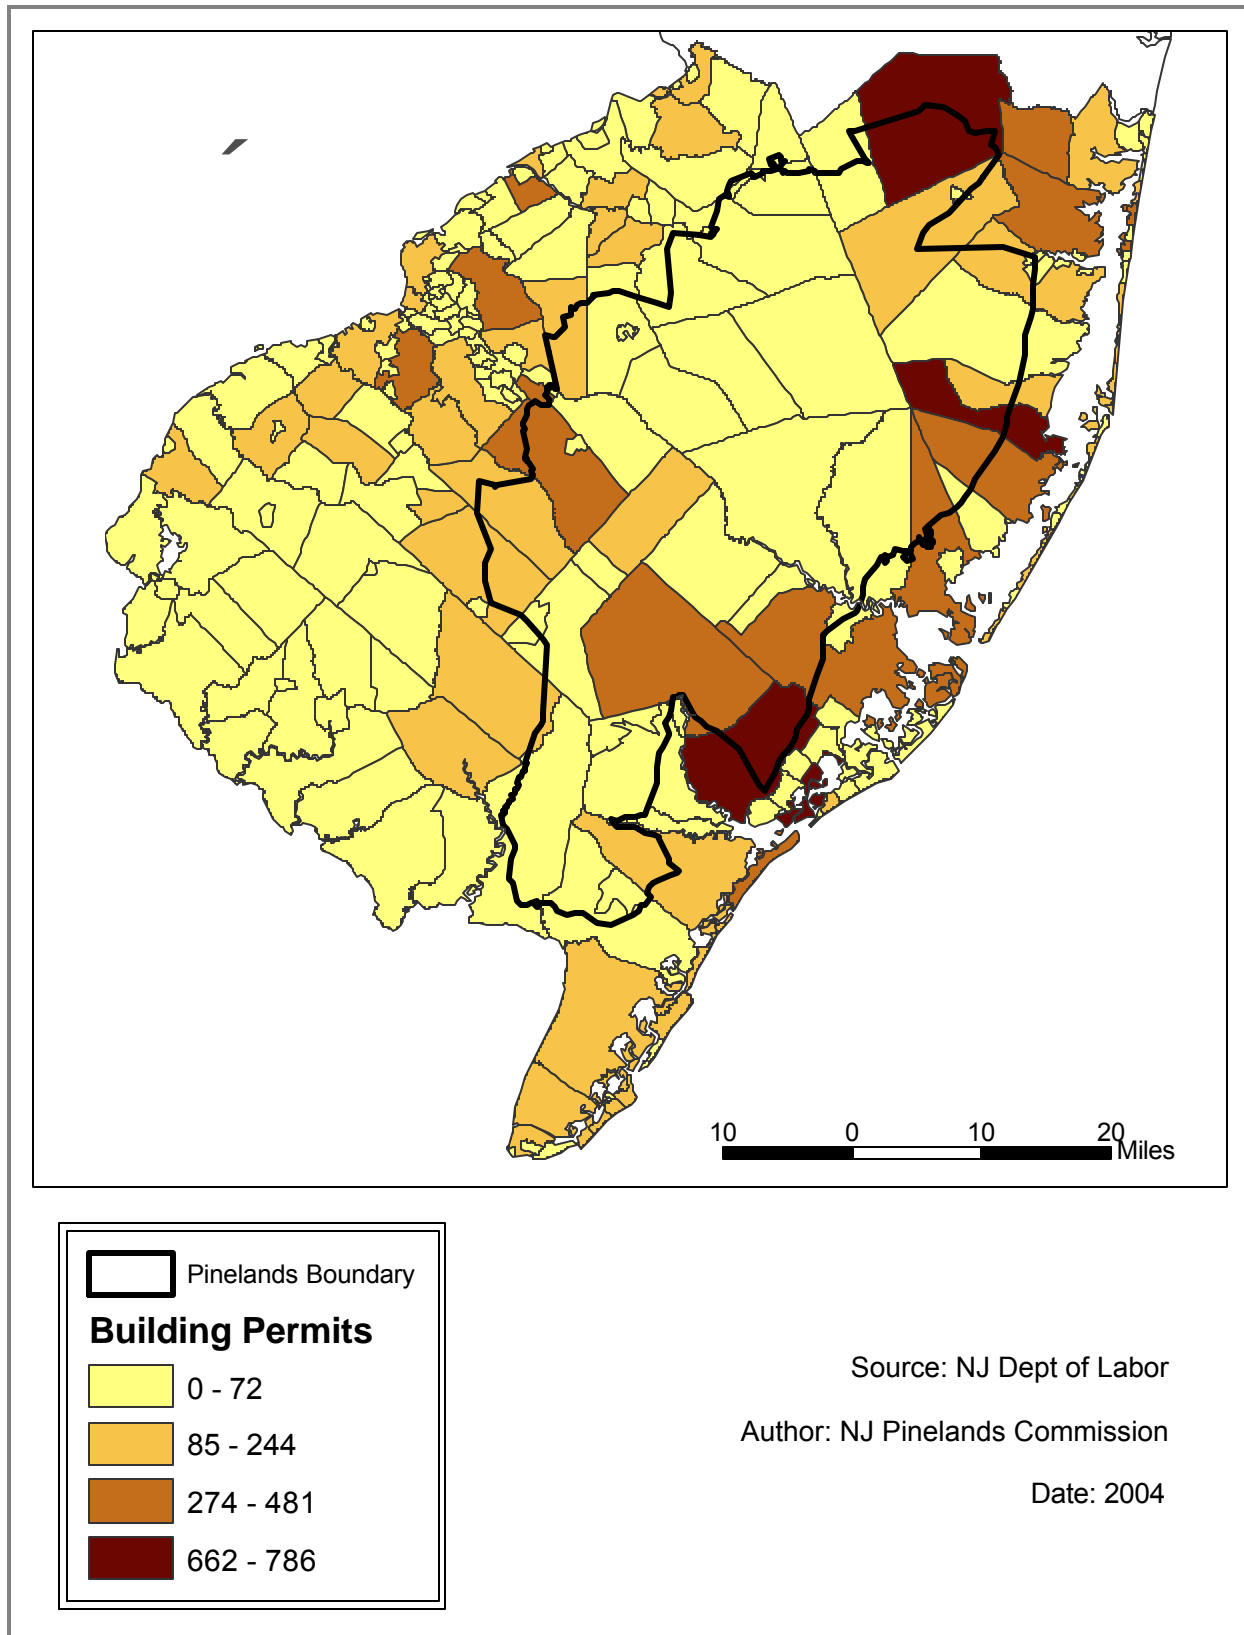 10 0 10 20
Miles
Pinelands Boundary
Building Permits
0 - 72
85 - 244
274 - 481
662 - 786
Source: NJ Dept of Labor
Author: NJ Pinelands Commission
Date: 2004